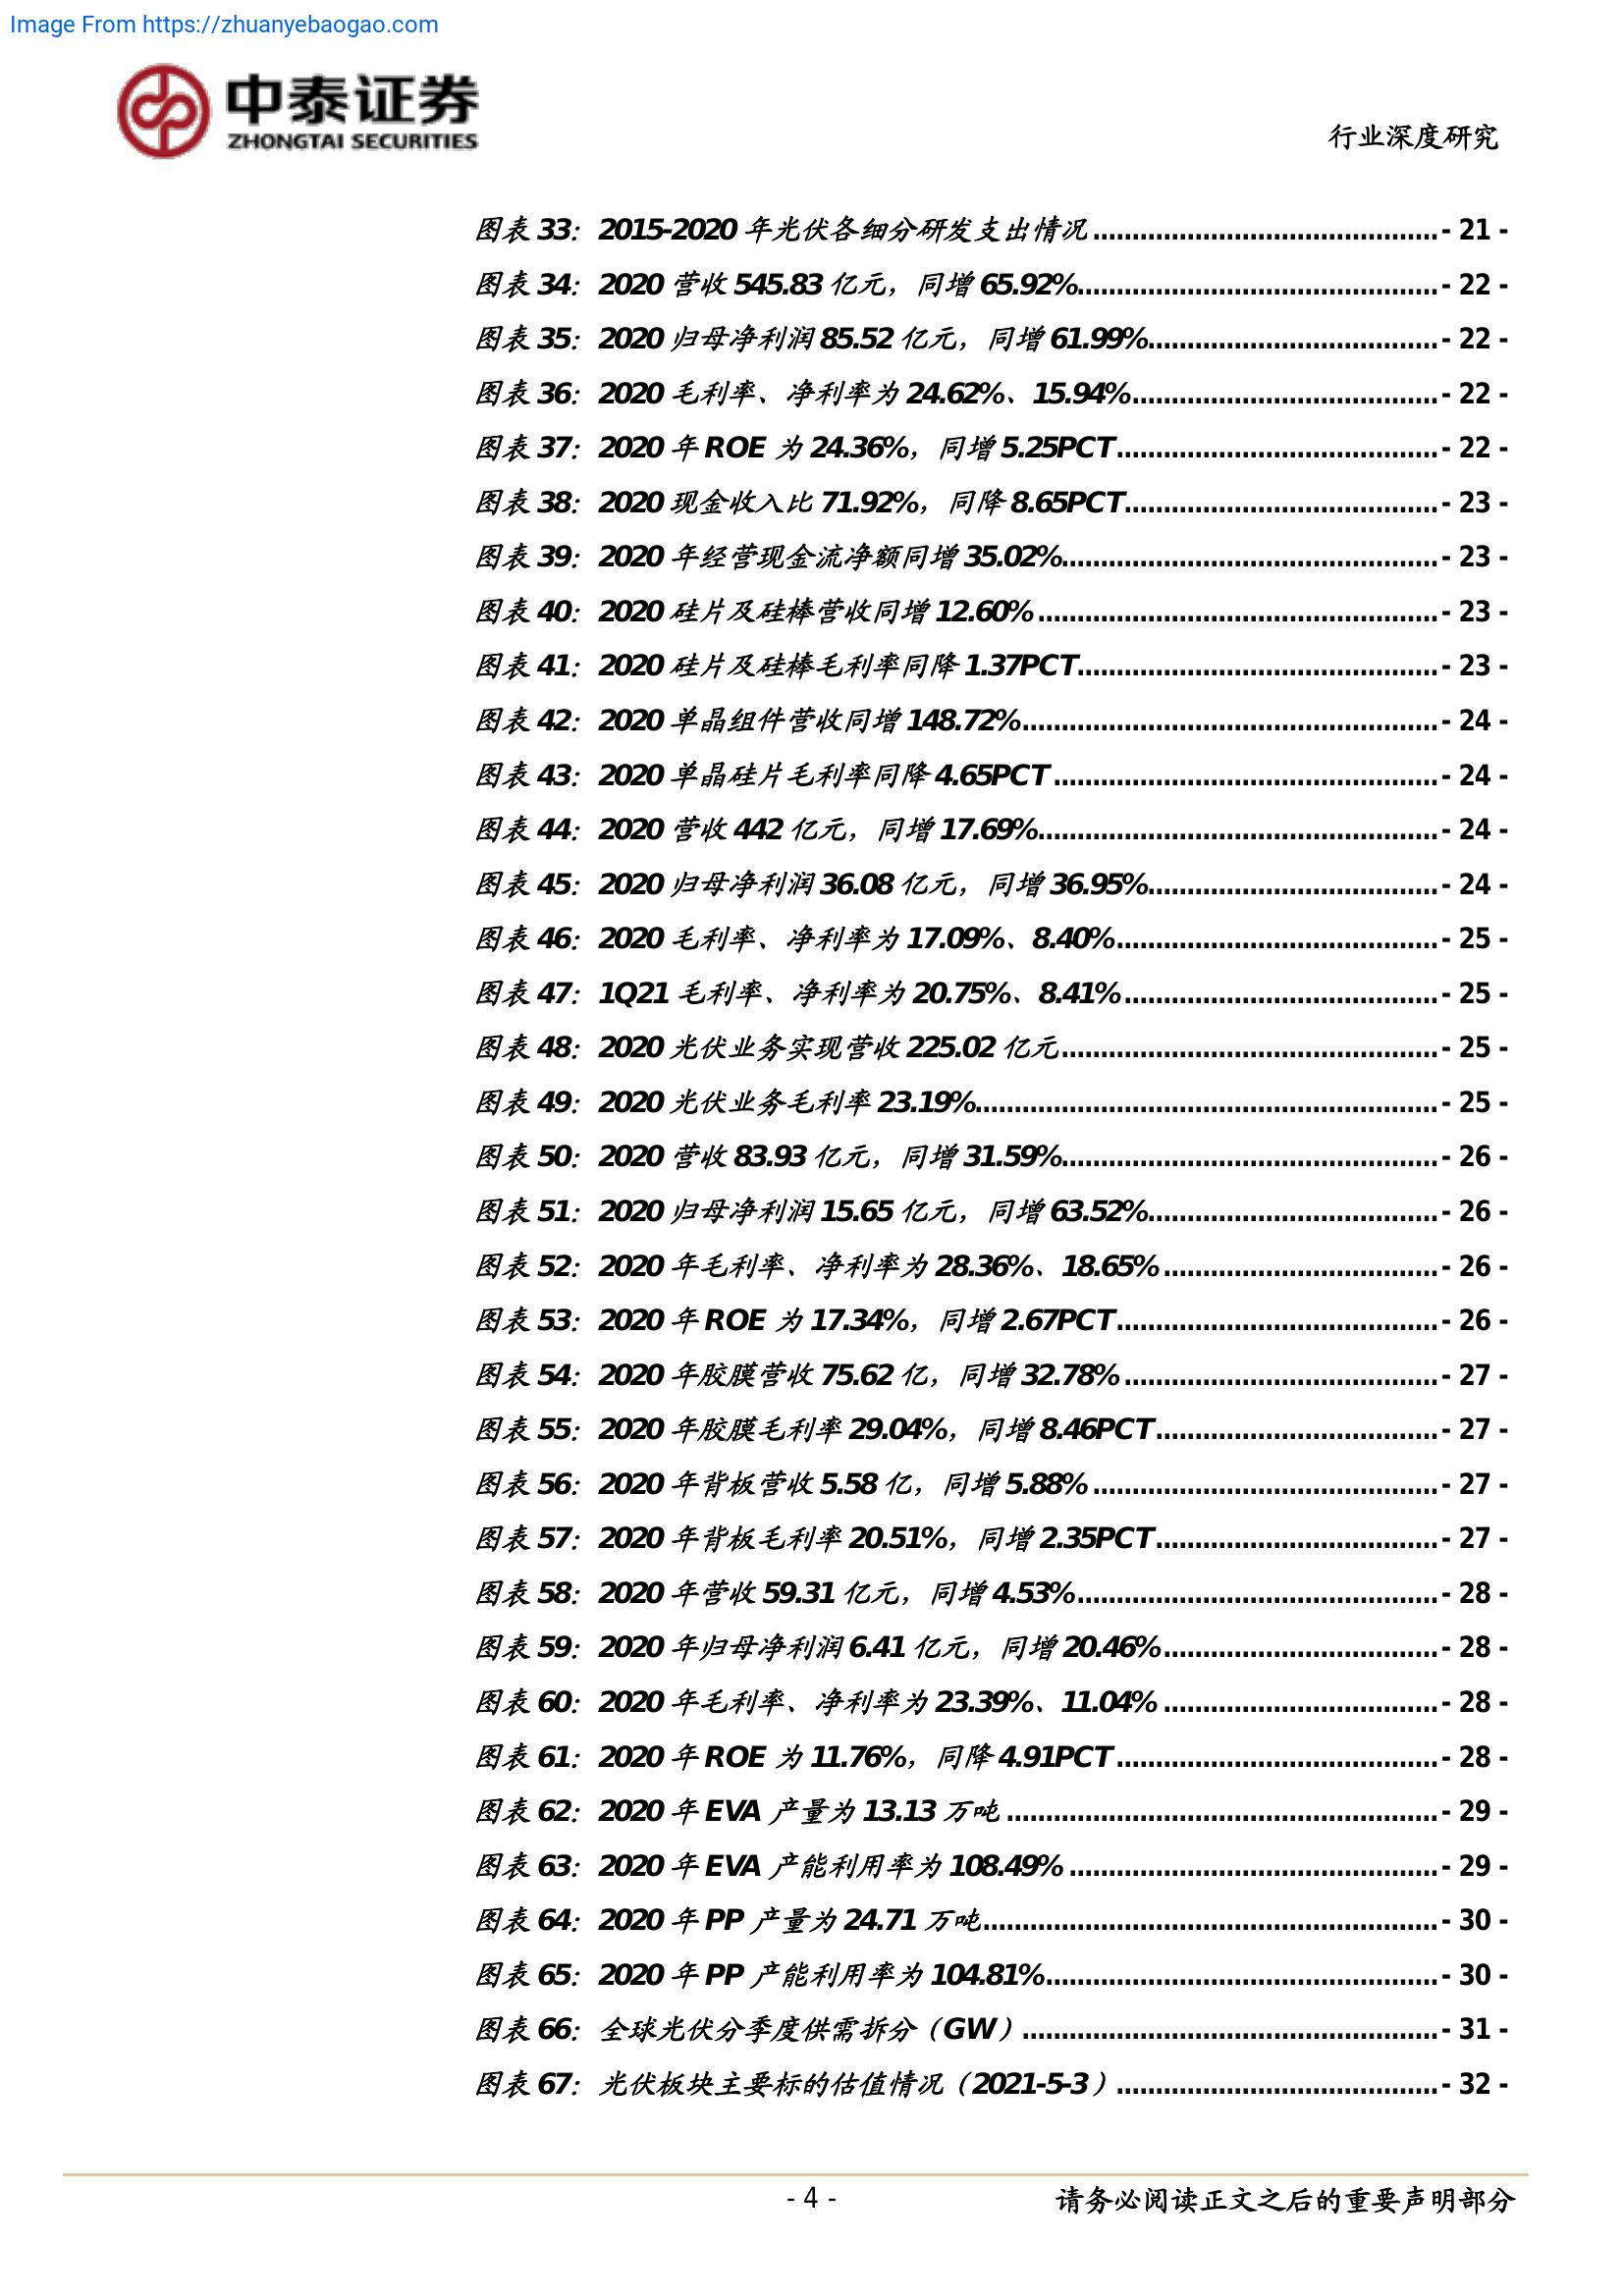 Image From https://zhuanyebaogao.com
中泰证券
ZHONGTAI SECURITIES
行业深度研究
图表 33：2015-2020 年光伏各细分研发支出情况............................................- 21 -
图表 34：2020 营收 545.83 亿元，同增 65.92%..............................................- 22 -
图表 35：2020 归母净利润 85.52 亿元，同增 61.99%.....................................- 22 -
图表 36：2020 毛利率、净利率为 24.62%、15.94%.......................................- 22 -
图表 37：2020 年 ROE 为 24.36%，同增 5.25PCT.........................................- 22 -
图表 38：2020 现金收入比 71.92%，同降 8.65PCT........................................- 23 -
图表 39：2020 年经营现金流净额同增 35.02%................................................- 23 -
图表 40：2020 硅片及硅棒营收同增 12.60%...................................................- 23 -
图表 41：2020 硅片及硅棒毛利率同降 1.37PCT..............................................- 23 -
图表 42：2020 单晶组件营收同增 148.72%.....................................................- 24 -
图表 43：2020 单晶硅片毛利率同降 4.65PCT.................................................- 24 -
图表 44：2020 营收 442 亿元，同增 17.69%...................................................- 24 -
图表 45：2020 归母净利润 36.08 亿元，同增 36.95%.....................................- 24 -
图表 46：2020 毛利率、净利率为 17.09%、8.40%.........................................- 25 -
图表 47：1Q21 毛利率、净利率为 20.75%、8.41%........................................- 25 -
图表 48：2020 光伏业务实现营收 225.02 亿元................................................- 25 -
图表 49：2020 光伏业务毛利率 23.19%...........................................................- 25 -
图表 50：2020 营收 83.93 亿元，同增 31.59%................................................- 26 -
图表 51：2020 归母净利润 15.65 亿元，同增 63.52%.....................................- 26 -
图表 52：2020 年毛利率、净利率为 28.36%、18.65%...................................- 26 -
图表 53：2020 年 ROE 为 17.34%，同增 2.67PCT.........................................- 26 -
图表 54：2020 年胶膜营收 75.62 亿，同增 32.78%........................................- 27 -
图表 55：2020 年胶膜毛利率 29.04%，同增 8.46PCT....................................- 27 -
图表 56：2020 年背板营收 5.58 亿，同增 5.88%............................................- 27 -
图表 57：2020 年背板毛利率 20.51%，同增 2.35PCT....................................- 27 -
图表 58：2020 年营收 59.31 亿元，同增 4.53%..............................................- 28 -
图表 59：2020 年归母净利润 6.41 亿元，同增 20.46%...................................- 28 -
图表 60：2020 年毛利率、净利率为 23.39%、11.04%...................................- 28 -
图表 61：2020 年 ROE 为 11.76%，同降 4.91PCT.........................................- 28 -
图表 62：2020 年 EVA 产量为 13.13 万吨.......................................................- 29 -
图表 63：2020 年 EVA 产能利用率为 108.49%...............................................- 29 -
图表 64：2020 年 PP 产量为 24.71 万吨..........................................................- 30 -
图表 65：2020 年 PP 产能利用率为 104.81%..................................................- 30 -
图表 66：全球光伏分季度供需拆分（GW）.....................................................- 31 -
图表 67：光伏板块主要标的估值情况（2021-5-3）.........................................- 32 -
- 4 -
请务必阅读正文之后的重要声明部分